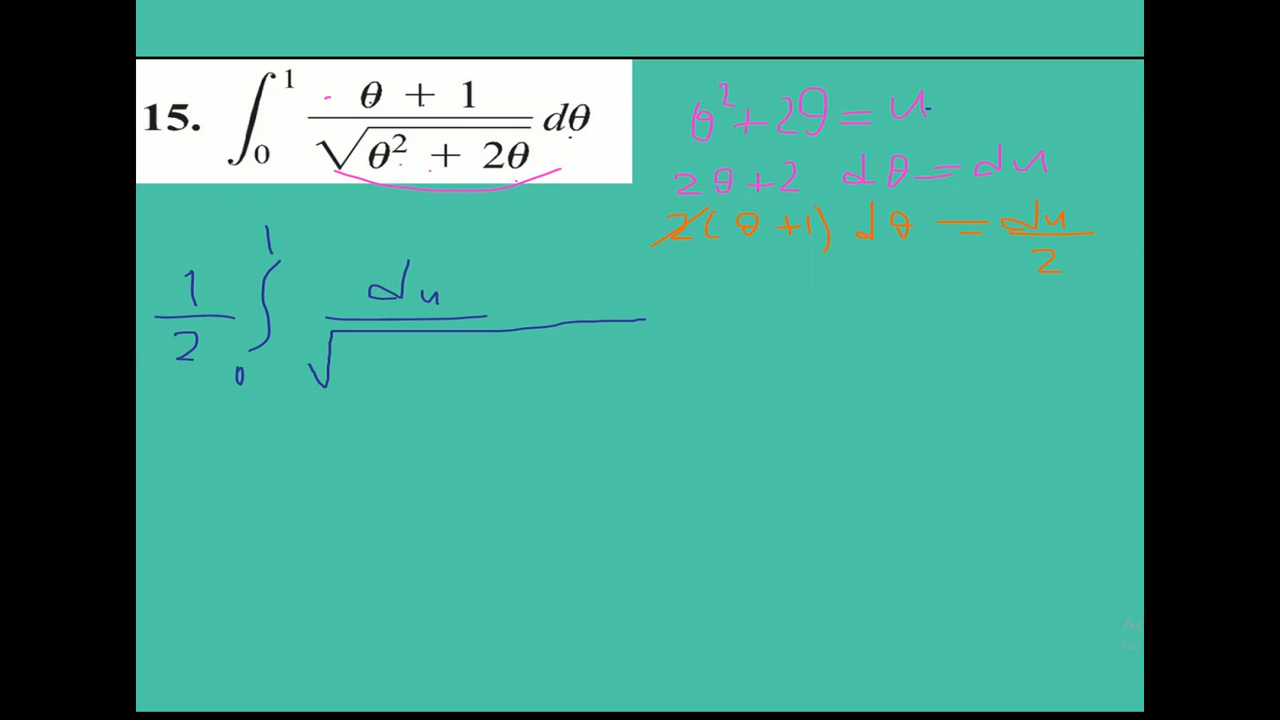 15. ∫₀¹ (θ + 1)/√(θ² + 2θ) dθ
θ² + 2θ = u
2θ + 2 dθ = du
2(θ + 1) dθ = du/2
1/2 ∫₀¹ du/√